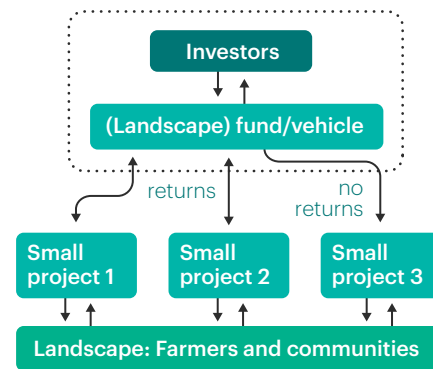 Investors
(Landscape) fund/vehicle
returns
no
returns
Small
project 1
Small
project 2
Small
project 3
Landscape: Farmers and communities